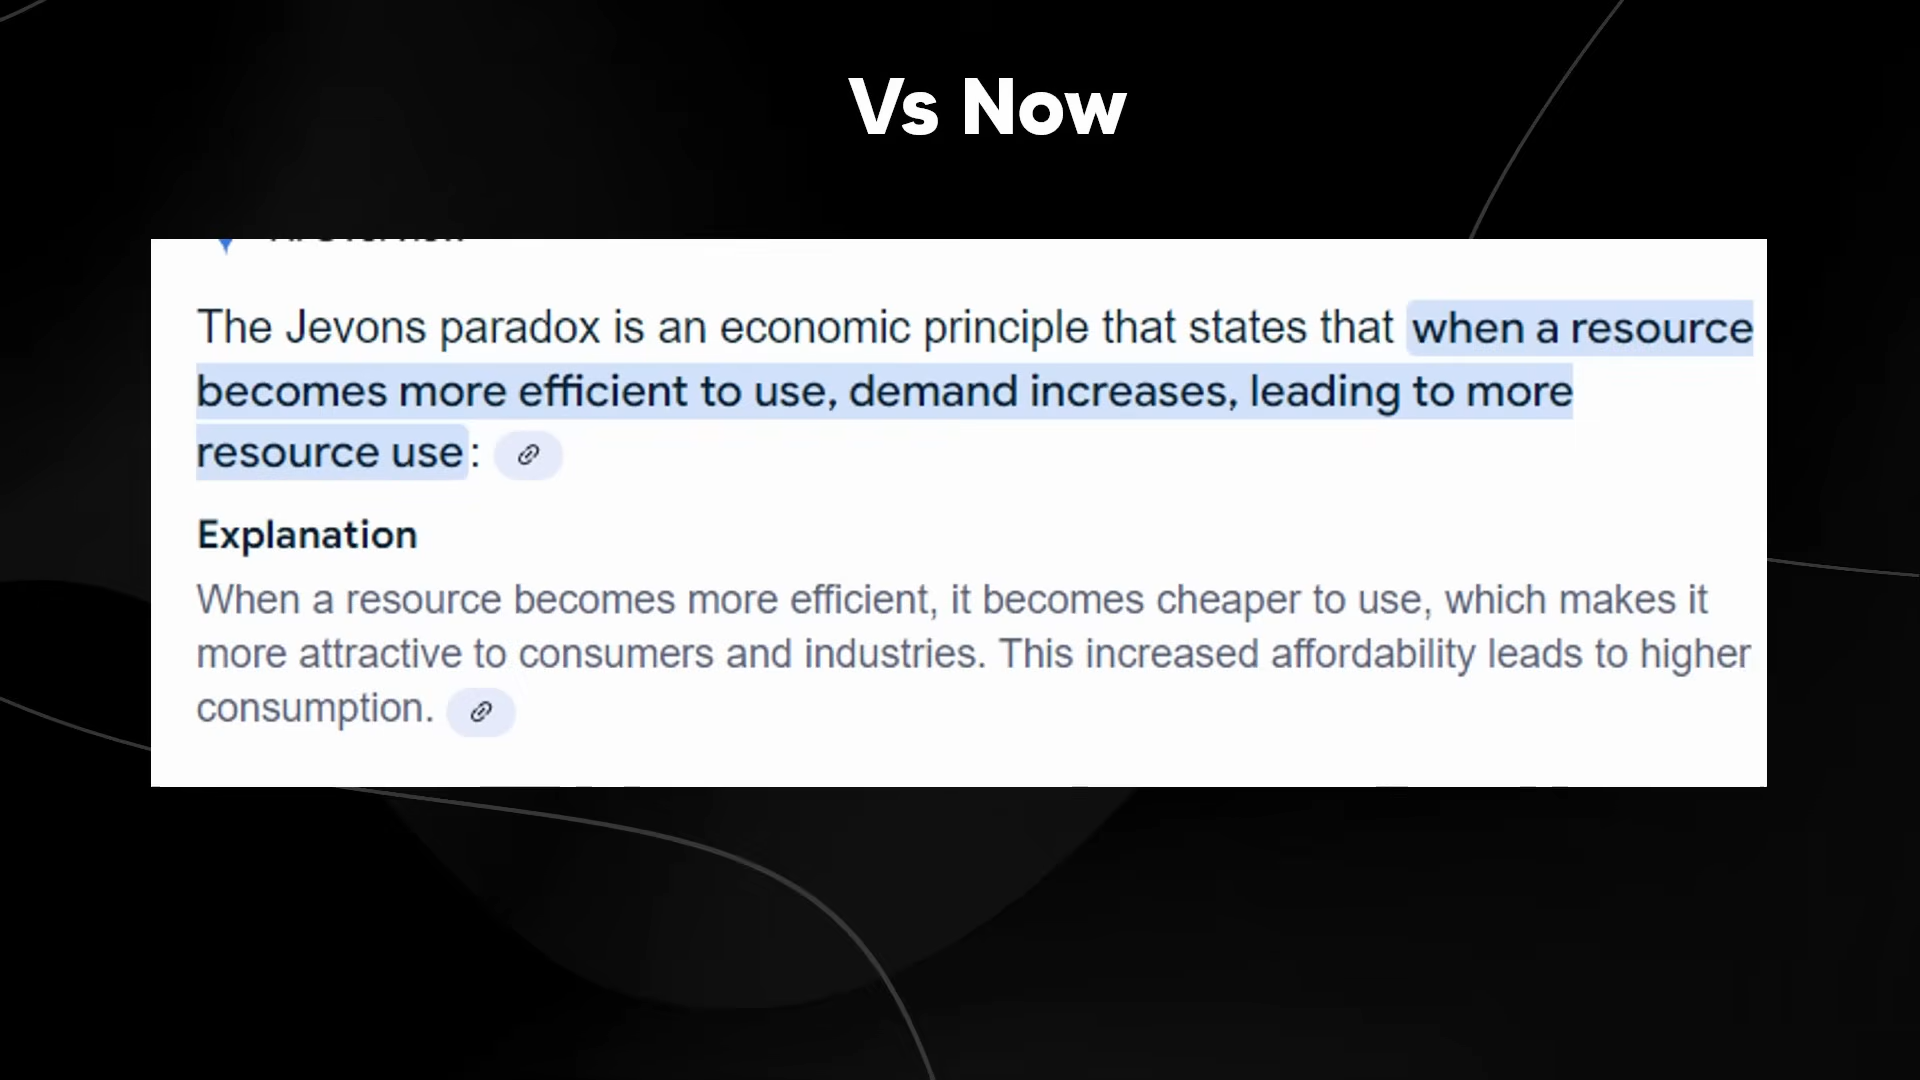 Vs Now
The Jevons paradox is an economic principle that states that when a resource
becomes more efficient to use, demand increases, leading to more
resource use:
Explanation
When a resource becomes more efficient, it becomes cheaper to use, which makes it
more attractive to consumers and industries. This increased affordability leads to higher
consumption.